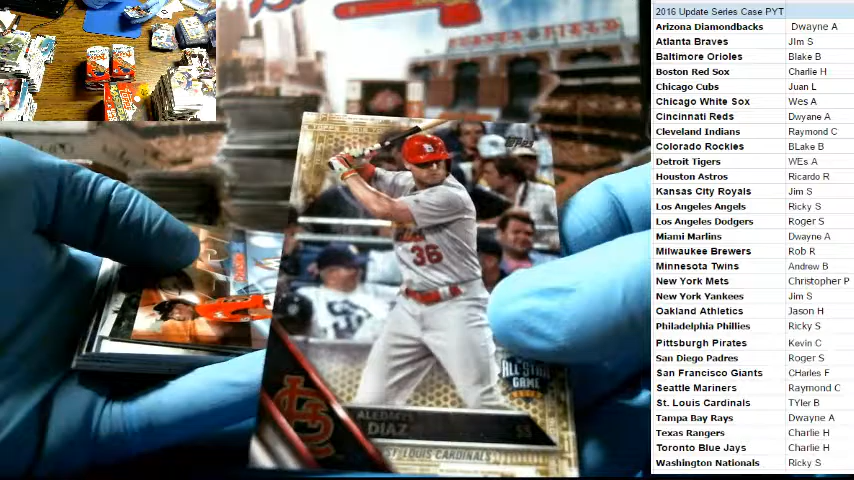 2016 Update Series Case PYT
Arizona Diamondbacks Dwayne A
Atlanta Braves JIm S
Baltimore Orioles Blake B
Boston Red Sox Charlie H
Chicago Cubs Juan L
Chicago White Sox Wes A
Cincinnati Reds Dwyane A
Cleveland Indians Raymond C
Colorado Rockies BLake B
Detroit Tigers WEs A
Houston Astros Ricardo R
Kansas City Royals Jim S
Los Angeles Angels Ricky S
Los Angeles Dodgers Roger S
Miami Marlins Dwayne A
Milwaukee Brewers Rob R
Minnesota Twins Andrew B
New York Mets Christopher P
New York Yankees Jim S
Oakland Athletics Jason H
Philadelphia Phillies Ricky S
Pittsburgh Pirates Kevin C
San Diego Padres Roger S
San Francisco Giants CHarles F
Seattle Mariners Raymond C
St. Louis Cardinals TYler B
Tampa Bay Rays Dwayne A
Texas Rangers Charlie H
Toronto Blue Jays Charlie H
Washington Nationals Ricky S
TOPPS
36
ALL STAR
GAME
ALEDMYS
DIAZ SS
ST. LOUIS CARDINALS